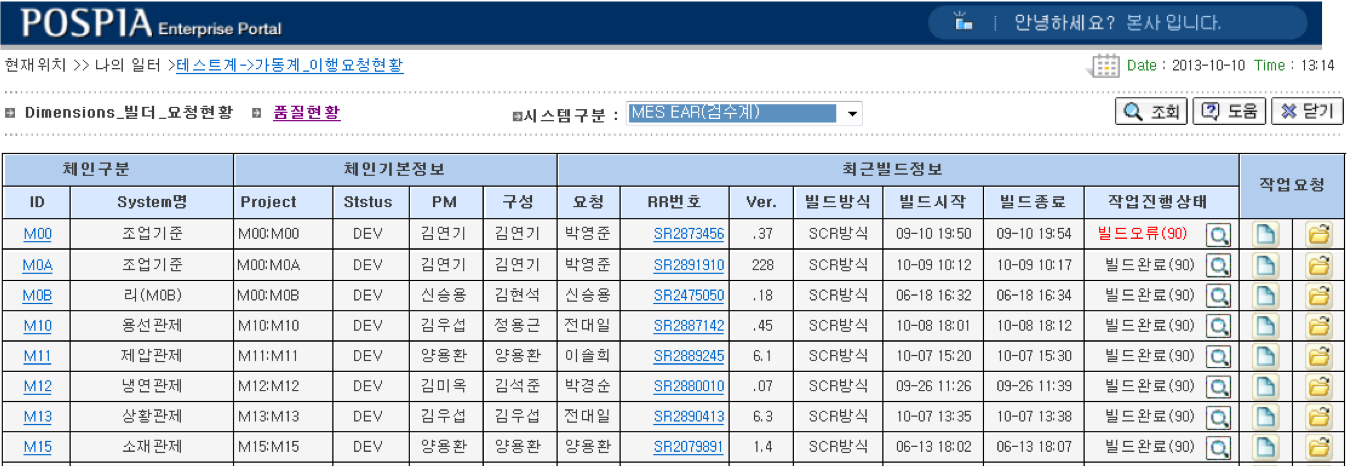 POSPIA Enterprise Portal 안녕하세요? 본사 입니다.
현재위치 >> 나의 일터 >테스트계->가동계_이행요청현황 Date : 2013-10-10 Time : 13:14
Dimensions_빌더_요청현황 품질현황 시스템구분 : MES EAR(검수계) 조회 도움 닫기
체인구분 체인기본정보 최근빌드정보 작업요청
ID System명 Project Ststus PM 구성 요청 RR번호 Ver. 빌드방식 빌드시작 빌드종료 작업진행상태
M00 조업기준 M00:M00 DEV 김연기 김연기 박영준 SR2873456 .37 SCR방식 09-10 19:50 09-10 19:54 빌드오류(90)
M0A 조업기준 M00:M0A DEV 김연기 김연기 박영준 SR2891910 228 SCR방식 10-09 10:12 10-09 10:17 빌드완료(90)
M0B 리(M0B) M00:M0B DEV 신승용 김현석 신승용 SR2475050 .18 SCR방식 06-18 16:32 06-18 16:34 빌드완료(90)
M10 용선관제 M10:M10 DEV 김우섭 정용근 전대일 SR2887142 .45 SCR방식 10-08 18:01 10-08 18:12 빌드완료(90)
M11 제압관제 M11:M11 DEV 양용환 양용환 이솔희 SR2889245 6.1 SCR방식 10-07 15:20 10-07 15:30 빌드완료(90)
M12 냉연관제 M12:M12 DEV 김미옥 김석준 박경순 SR2880010 .07 SCR방식 09-26 11:26 09-26 11:39 빌드완료(90)
M13 상황관제 M13:M13 DEV 김우섭 김우섭 전대일 SR2890413 6.3 SCR방식 10-07 13:35 10-07 13:38 빌드완료(90)
M15 소재관제 M15:M15 DEV 양용환 양용환 양용환 SR2079891 1.4 SCR방식 06-13 18:02 06-13 18:07 빌드완료(90)